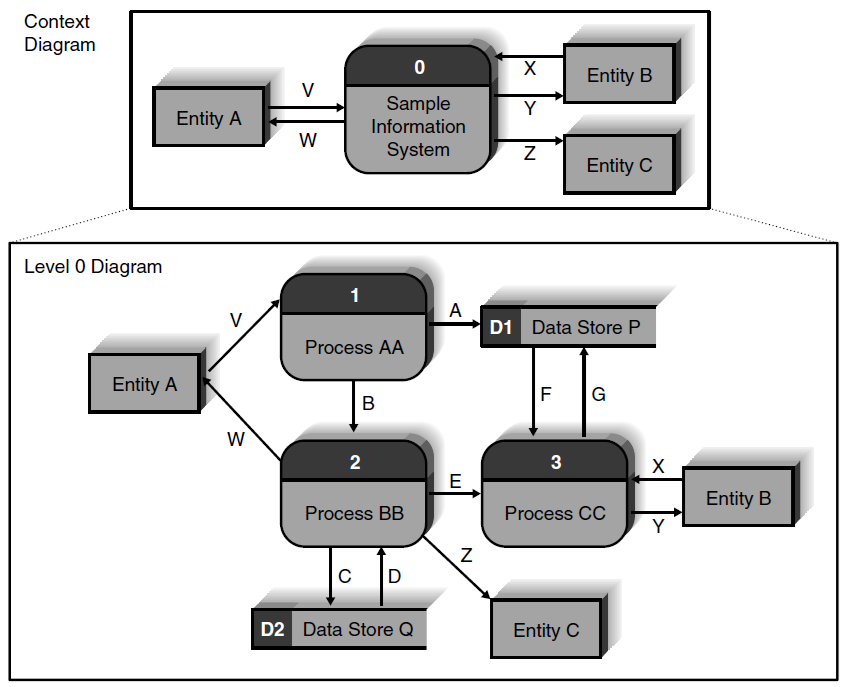 Context
Diagram
0
Sample
Information
System
Entity A
V
W
X
Y
Z
Entity B
Entity C
Level 0 Diagram
1
Process AA
V
A
D1 Data Store P
Entity A
B
F
G
W
2
Process BB
E
3
Process CC
X
Y
Entity B
C
D
Z
D2 Data Store Q
Entity C